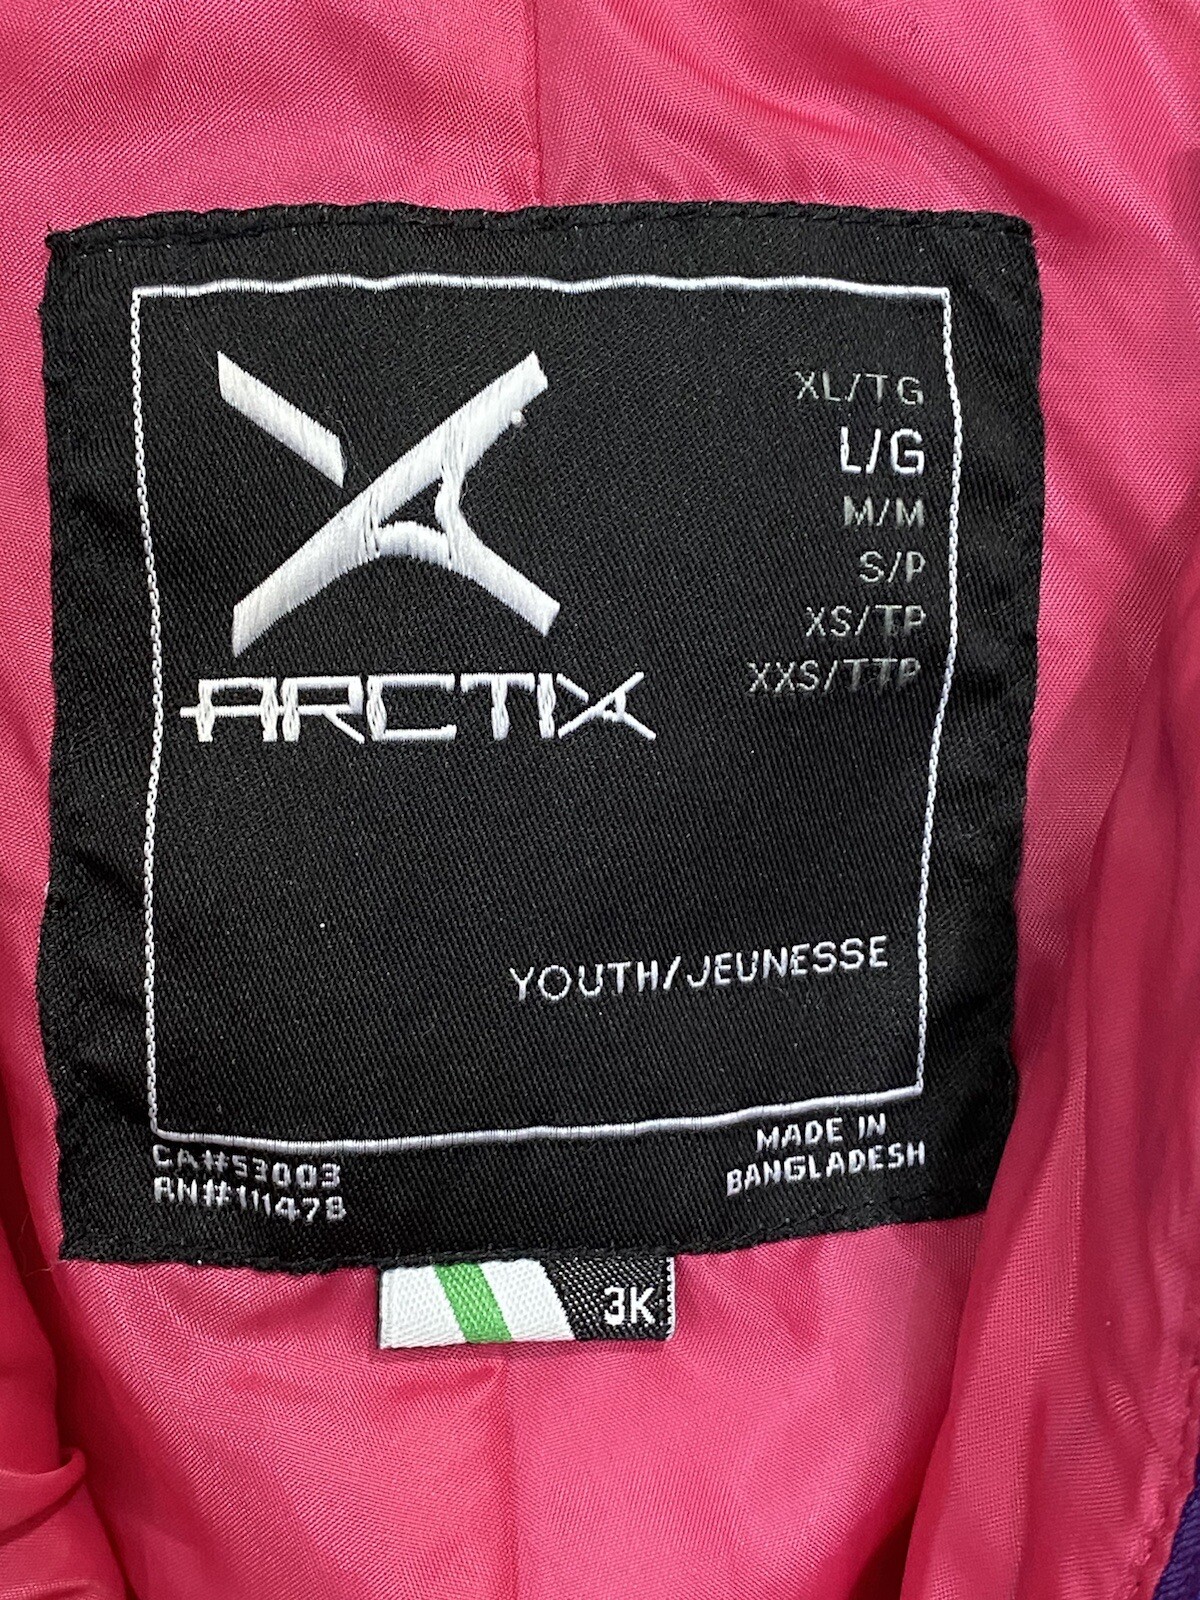 ARCTIX
XL/TG
L/G
M/M
S/P
XS/TP
XXS/TTP
YOUTH/JEUNESSE
CA#53003
RN#111478
MADE IN
BANGLADESH
3K